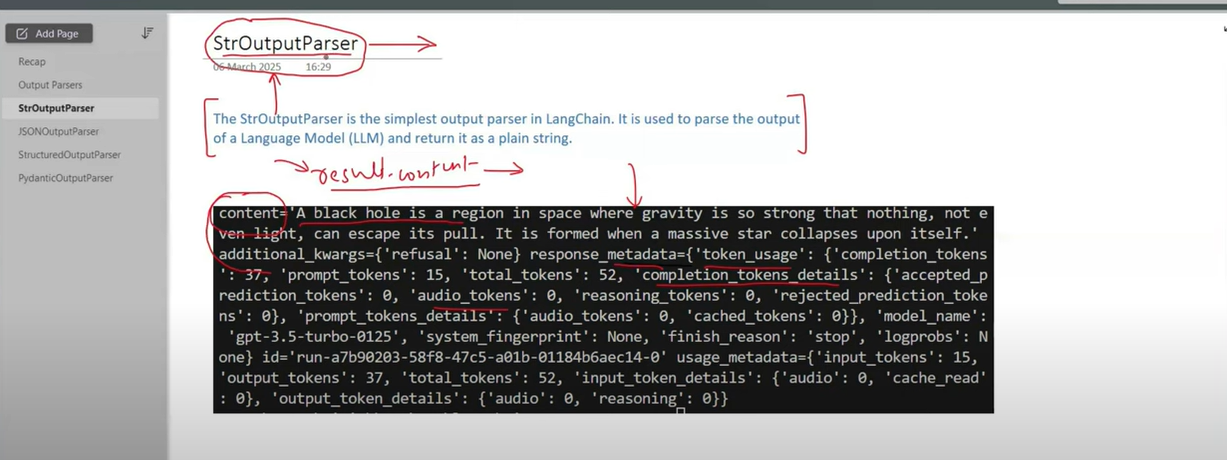 Add Page
Recap
Output Parsers
StrOutputParser
JSONOutputParser
StructuredOutputParser
PydanticOutputParser
StrOutputParser
06 March 2025 16:29
The StrOutputParser is the simplest output parser in LangChain. It is used to parse the output
of a Language Model (LLM) and return it as a plain string.
result.content
content='A black hole is a region in space where gravity is so strong that nothing, not e
ven light, can escape its pull. It is formed when a massive star collapses upon itself.'
additional_kwargs={'refusal': None} response_metadata={'token_usage': {'completion_tokens
': 37, 'prompt_tokens': 15, 'total_tokens': 52, 'completion_tokens_details': {'accepted_p
rediction_tokens': 0, 'audio_tokens': 0, 'reasoning_tokens': 0, 'rejected_prediction_toke
ns': 0}, 'prompt_tokens_details': {'audio_tokens': 0, 'cached_tokens': 0}}, 'model_name':
'gpt-3.5-turbo-0125', 'system_fingerprint': None, 'finish_reason': 'stop', 'logprobs': N
one} id='run-a7b90203-58f8-47c5-a01b-01184b6aec14-0' usage_metadata={'input_tokens': 15,
'output_tokens': 37, 'total_tokens': 52, 'input_token_details': {'audio': 0, 'cache_read'
: 0}, 'output_token_details': {'audio': 0, 'reasoning': 0}}